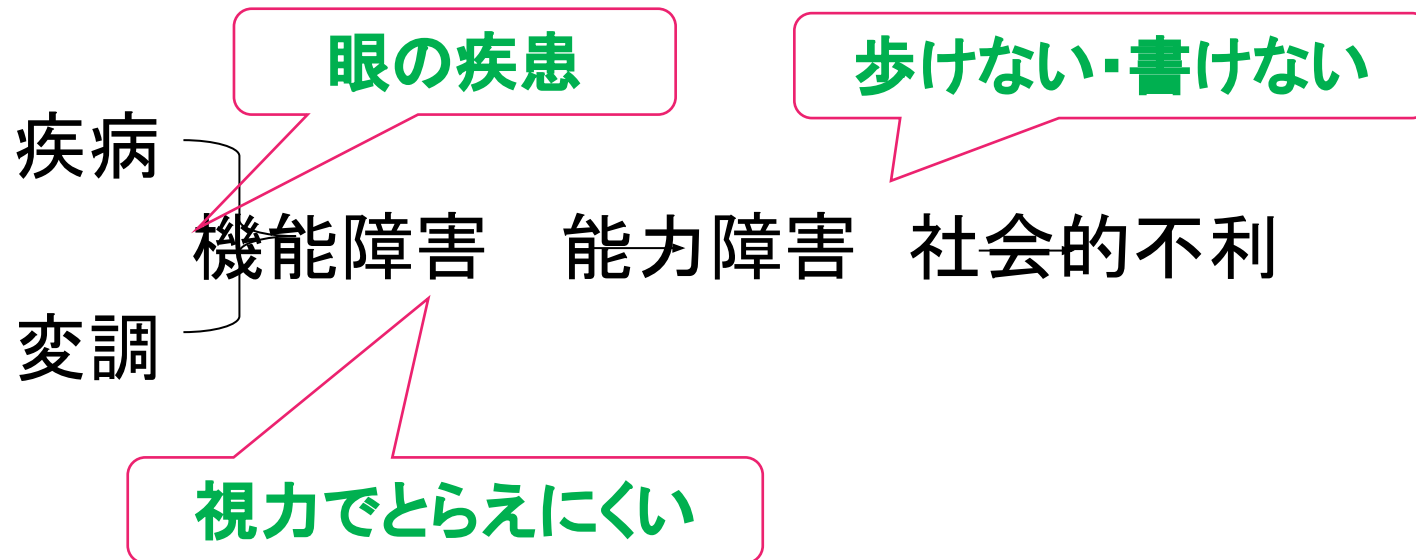 眼の疾患
歩けない・書けない
疾病
機能障害 能力障害 社会的不利
変調
視力でとらえにくい